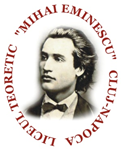 LICEUL TEORETIC "MIHAI EMINESCU" CLUJ-NAPOCA